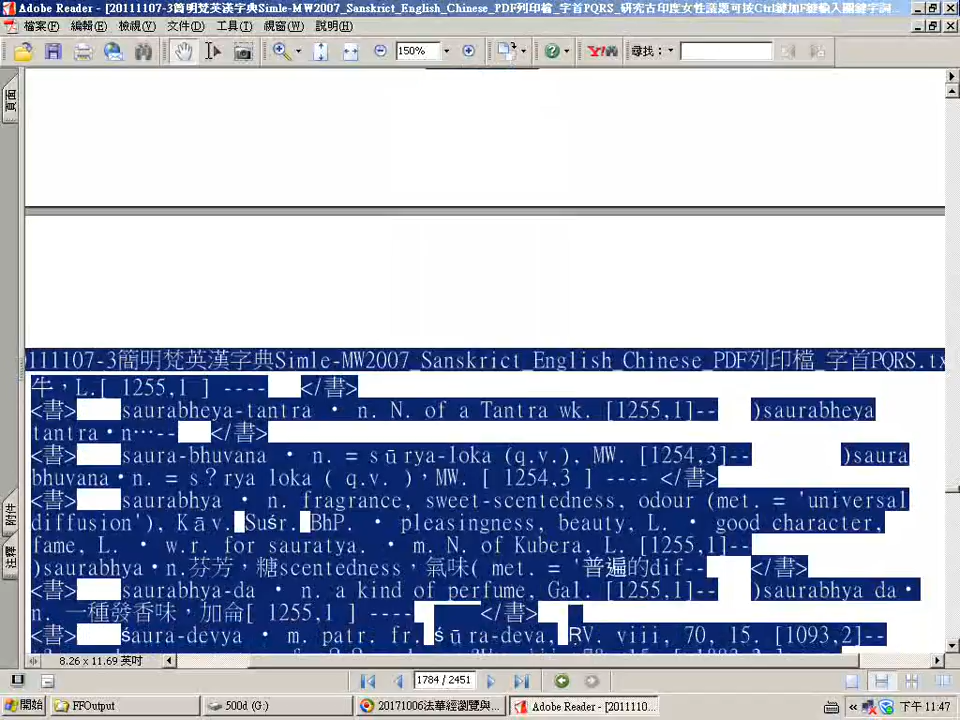 Adobe Reader - [20111107-3簡明梵英漢字典Simle-MW2007_Sanskrict_English_Chinese_PDF列印檔_字首PQRS_研究古印度女性議題可按Ctrl鍵加F鍵輸入關鍵字詞
檔案(F) 編輯(E) 檢視(V) 文件(D) 工具(T) 視窗(W) 說明(H)
150% Y! 尋找:
頁面
附件
注釋
111107-3簡明梵英漢字典Simle-MW2007_Sanskrict_English_Chinese_PDF列印檔_字首PQRS.tx
牛，L.[ 1255,1 ] ---- </書>
<書> saurabheya-tantra • n. N. of a Tantra wk. [1255,1]-- )saurabheya
tantra•n…-- </書>
<書> saura-bhuvana • n. = sūrya-loka (q.v.), MW. [1254,3]-- )saura
bhuvana•n. = s？rya loka ( q.v. )，MW. [ 1254,3 ] ---- </書>
<書> saurabhya • n. fragrance, sweet-scentedness, odour (met. = 'universal
diffusion'), Kāv. Suśr. BhP. • pleasingness, beauty, L. • good character,
fame, L. • w.r. for sauratya. • m. N. of Kubera, L. [1255,1]--
)saurabhya•n.芬芳，糖scentedness，氣味( met. = '普遍的dif-- </書>
<書> saurabhya-da • n. a kind of perfume, Gal. [1255,1]-- )saurabhya da•
n. 一種發香味，加侖[ 1255,1 ] ---- </書>
<書> śaura-devya • m. patr. fr. śūra-deva, RV. viii, 70, 15. [1093,2]--
8.26 x 11.69 英吋
1784 / 2451
開始 FFOutput 500d (G:) 20171006法華經瀏覽與... Adobe Reader - [2011110... « 下午 11:47